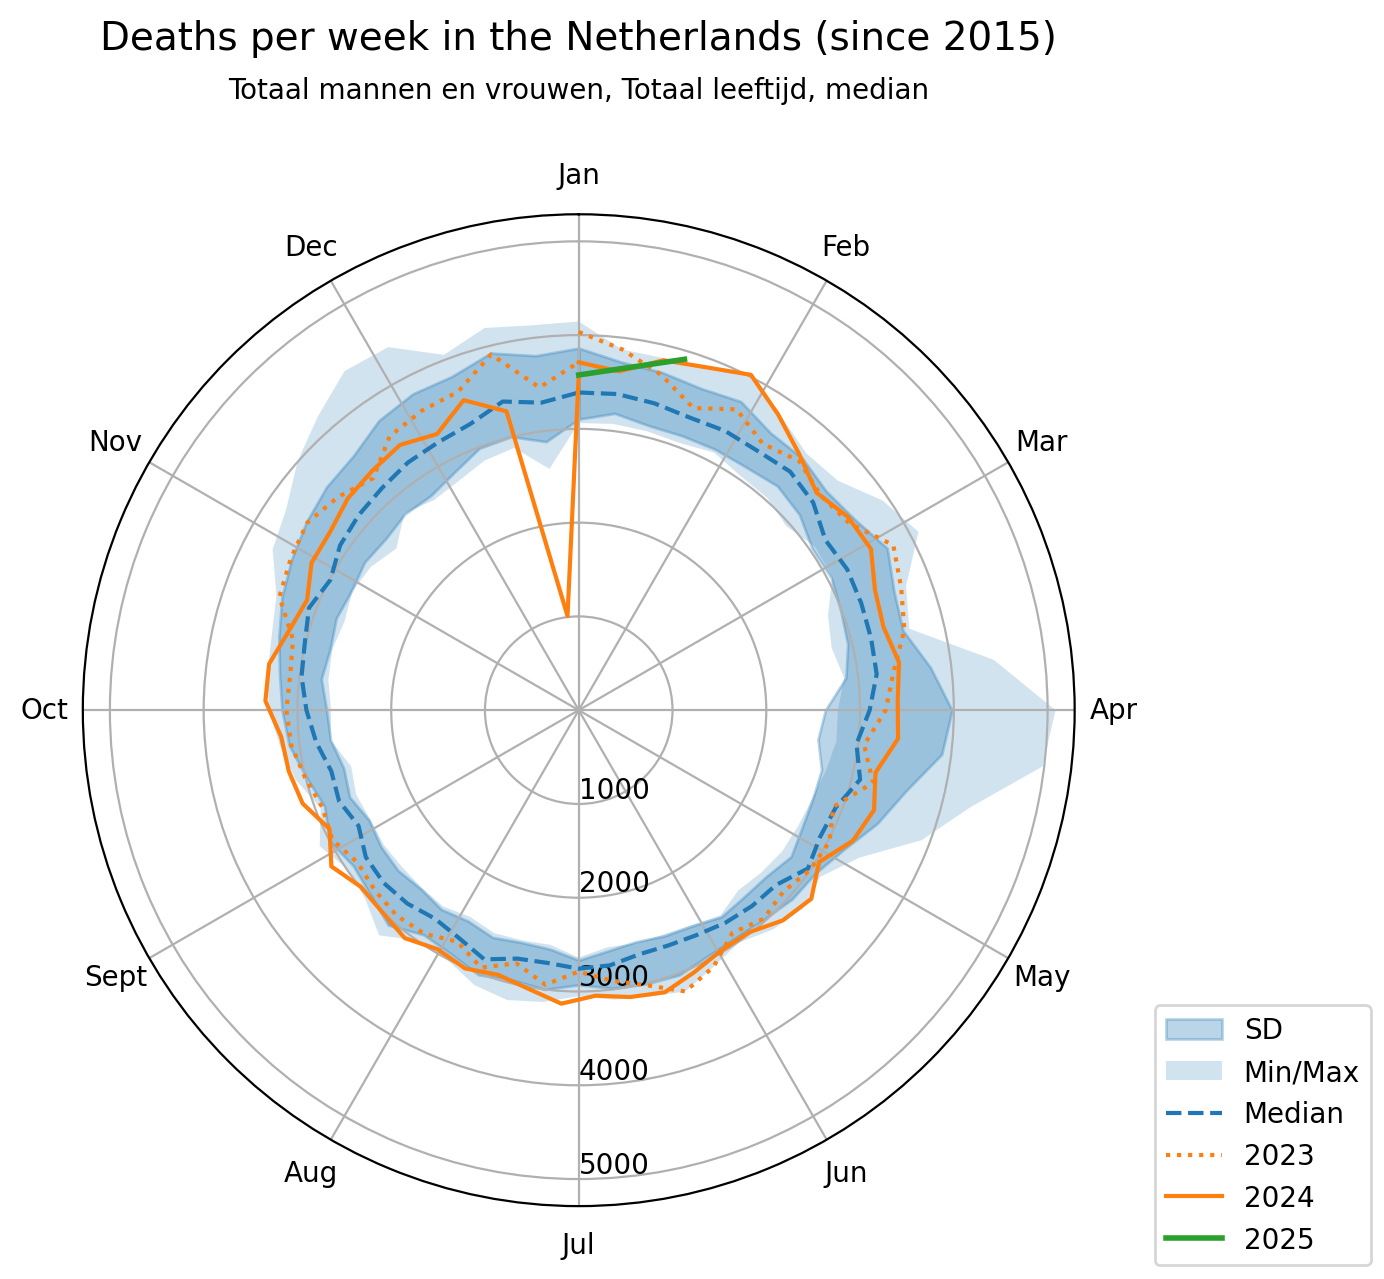 Deaths per week in the Netherlands (since 2015)
Totaal mannen en vrouwen, Totaal leeftijd, median
Jan
Feb
Mar
Apr
May
Jun
Jul
Aug
Sept
Oct
Nov
Dec
1000
2000
3000
4000
5000
SD
Min/Max
Median
2023
2024
2025